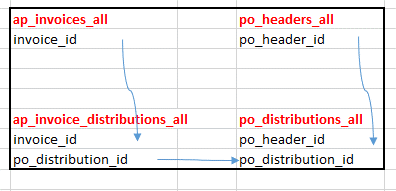 ap_invoices_all po_headers_all
invoice_id po_header_id
ap_invoice_distributions_all po_distributions_all
invoice_id po_header_id
po_distribution_id po_distribution_id